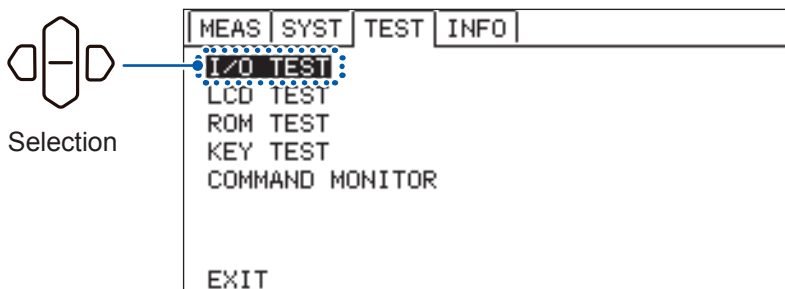 MEAS SYST TEST INFO
I/O TEST
LCD TEST
Selection
ROM TEST
KEY TEST
COMMAND MONITOR
EXIT